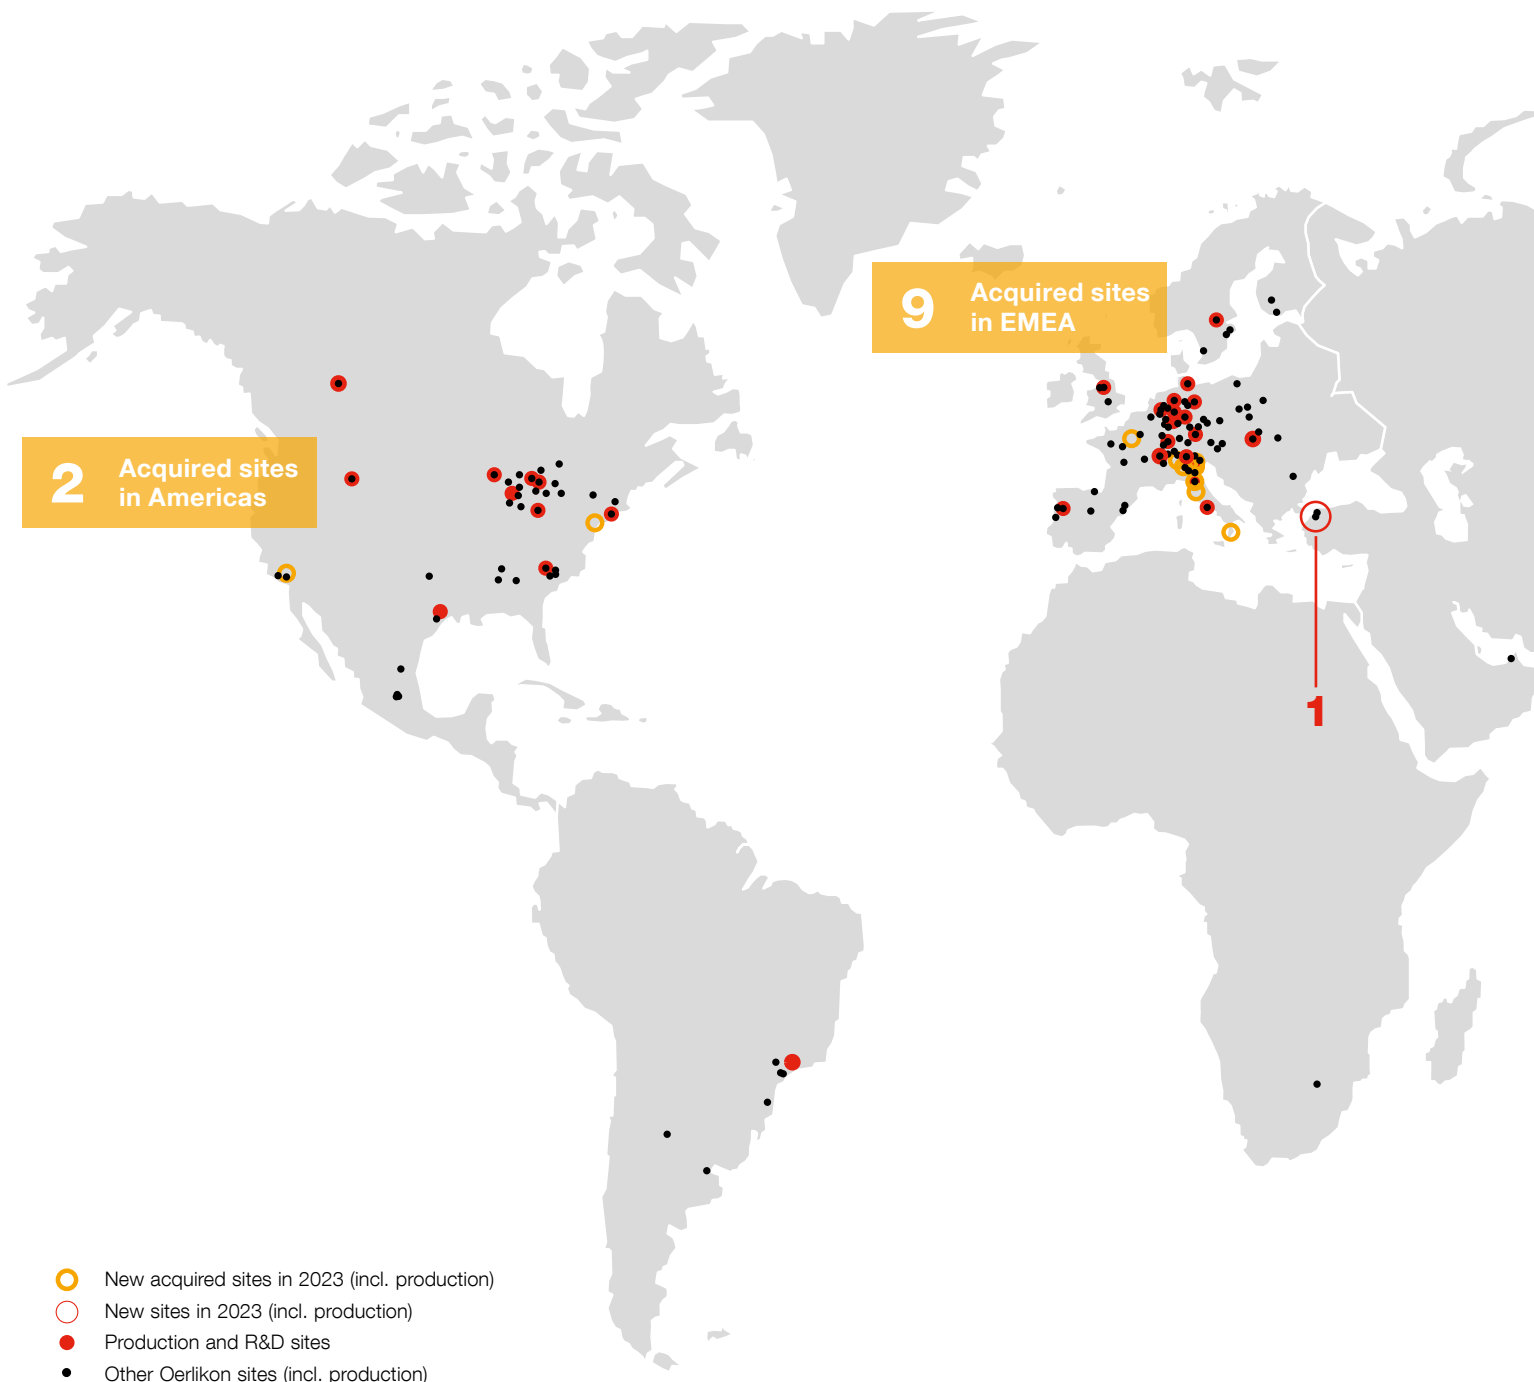 9
Acquired sites
in EMEA
2
Acquired sites
in Americas
1
New acquired sites in 2023 (incl. production)
New sites in 2023 (incl. production)
Production and R&D sites
Other Oerlikon sites (incl. production)